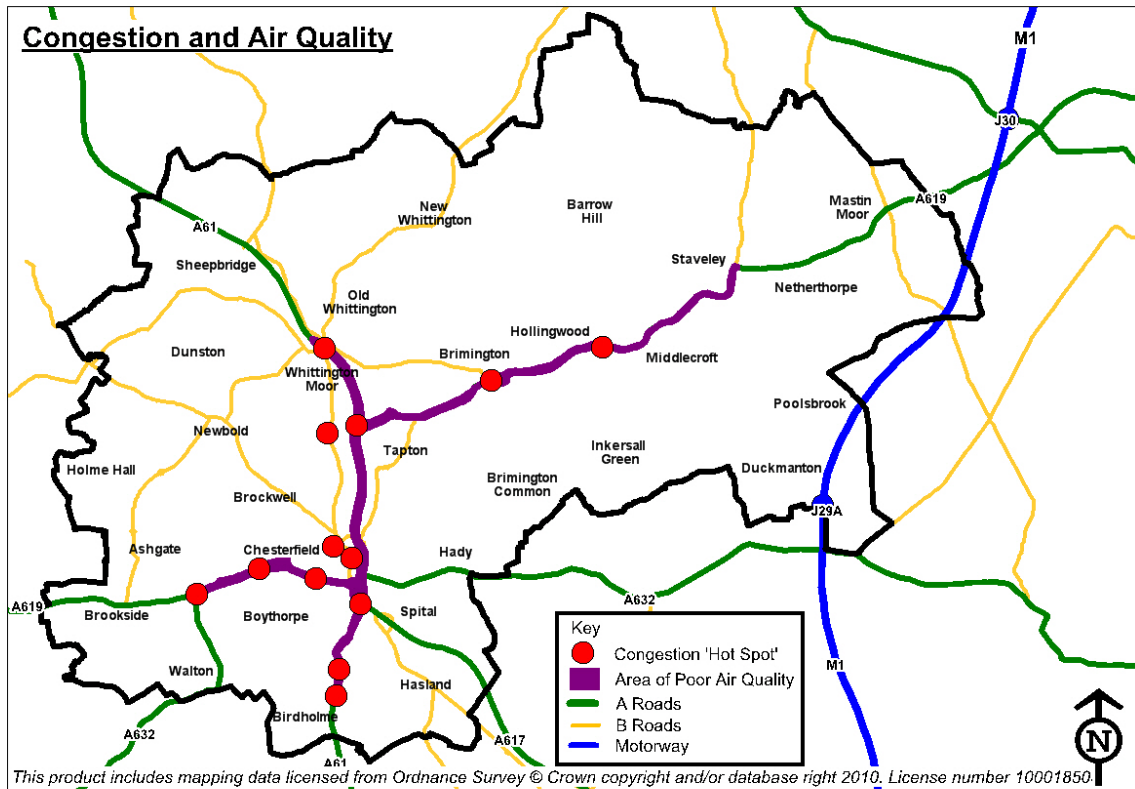 Congestion and Air Quality
M1
J30
A619
Mastin
Moor
Barrow
Hill
New
Whittington
A61
Sheepbridge
Staveley
Netherthorpe
Old
Whittington
Hollingwood
Dunston
Brimington
Middlecroft
Whittington
Moor
Poolsbrook
Newbold
Tapton
Inkersall
Green
Holme Hall
Duckmanton
Brimington
Common
Brockwell
J29A
Ashgate
Chesterfield
Hady
A619
Brookside
Boythorpe
Spital
A632
Walton
Hasland
Birdholme
A632
A61
A617
M1
Key
Congestion 'Hot Spot'
Area of Poor Air Quality
A Roads
B Roads
Motorway
N
This product includes mapping data licensed from Ordnance Survey © Crown copyright and/or database right 2010. License number 10001850